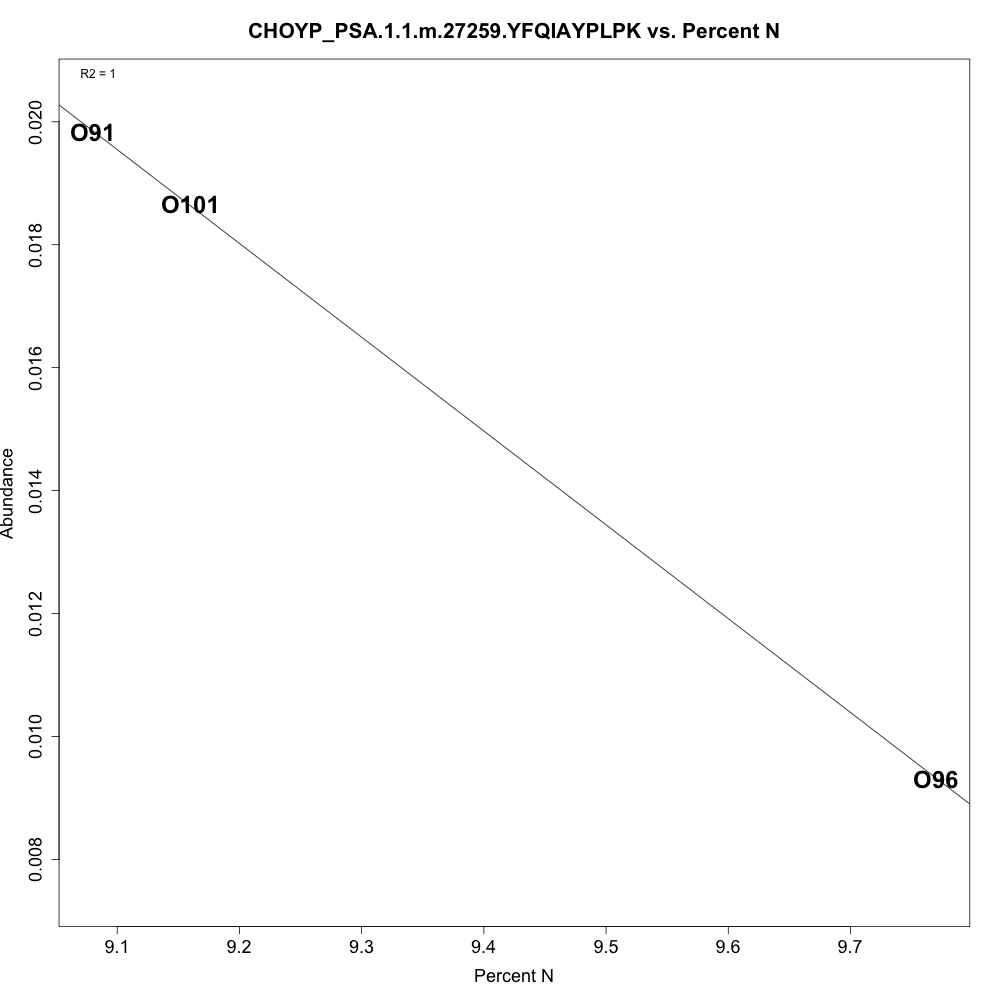 CHOYP_PSA.1.1.m.27259.YFQIAYPLPK vs. Percent N
R2 = 1
0.020
0.018
0.016
0.014
0.012
0.010
0.008
Abundance
O91
O101
O96
9.1 9.2 9.3 9.4 9.5 9.6 9.7
Percent N